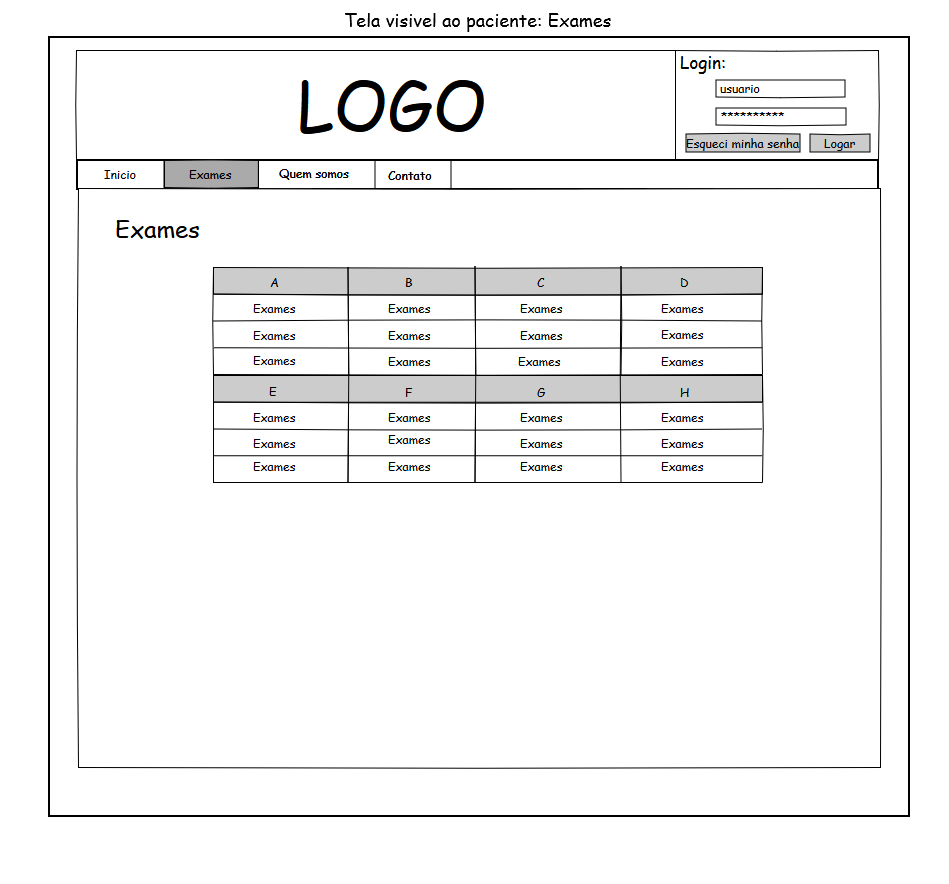 Tela visivel ao paciente: Exames
LOGO
Login:
usuario
**********
Esqueci minha senha Logar
Inicio Exames Quem somos Contato
Exames
A B C D
Exames Exames Exames Exames
Exames Exames Exames Exames
Exames Exames Exames Exames
E F G H
Exames Exames Exames Exames
Exames Exames Exames Exames
Exames Exames Exames Exames